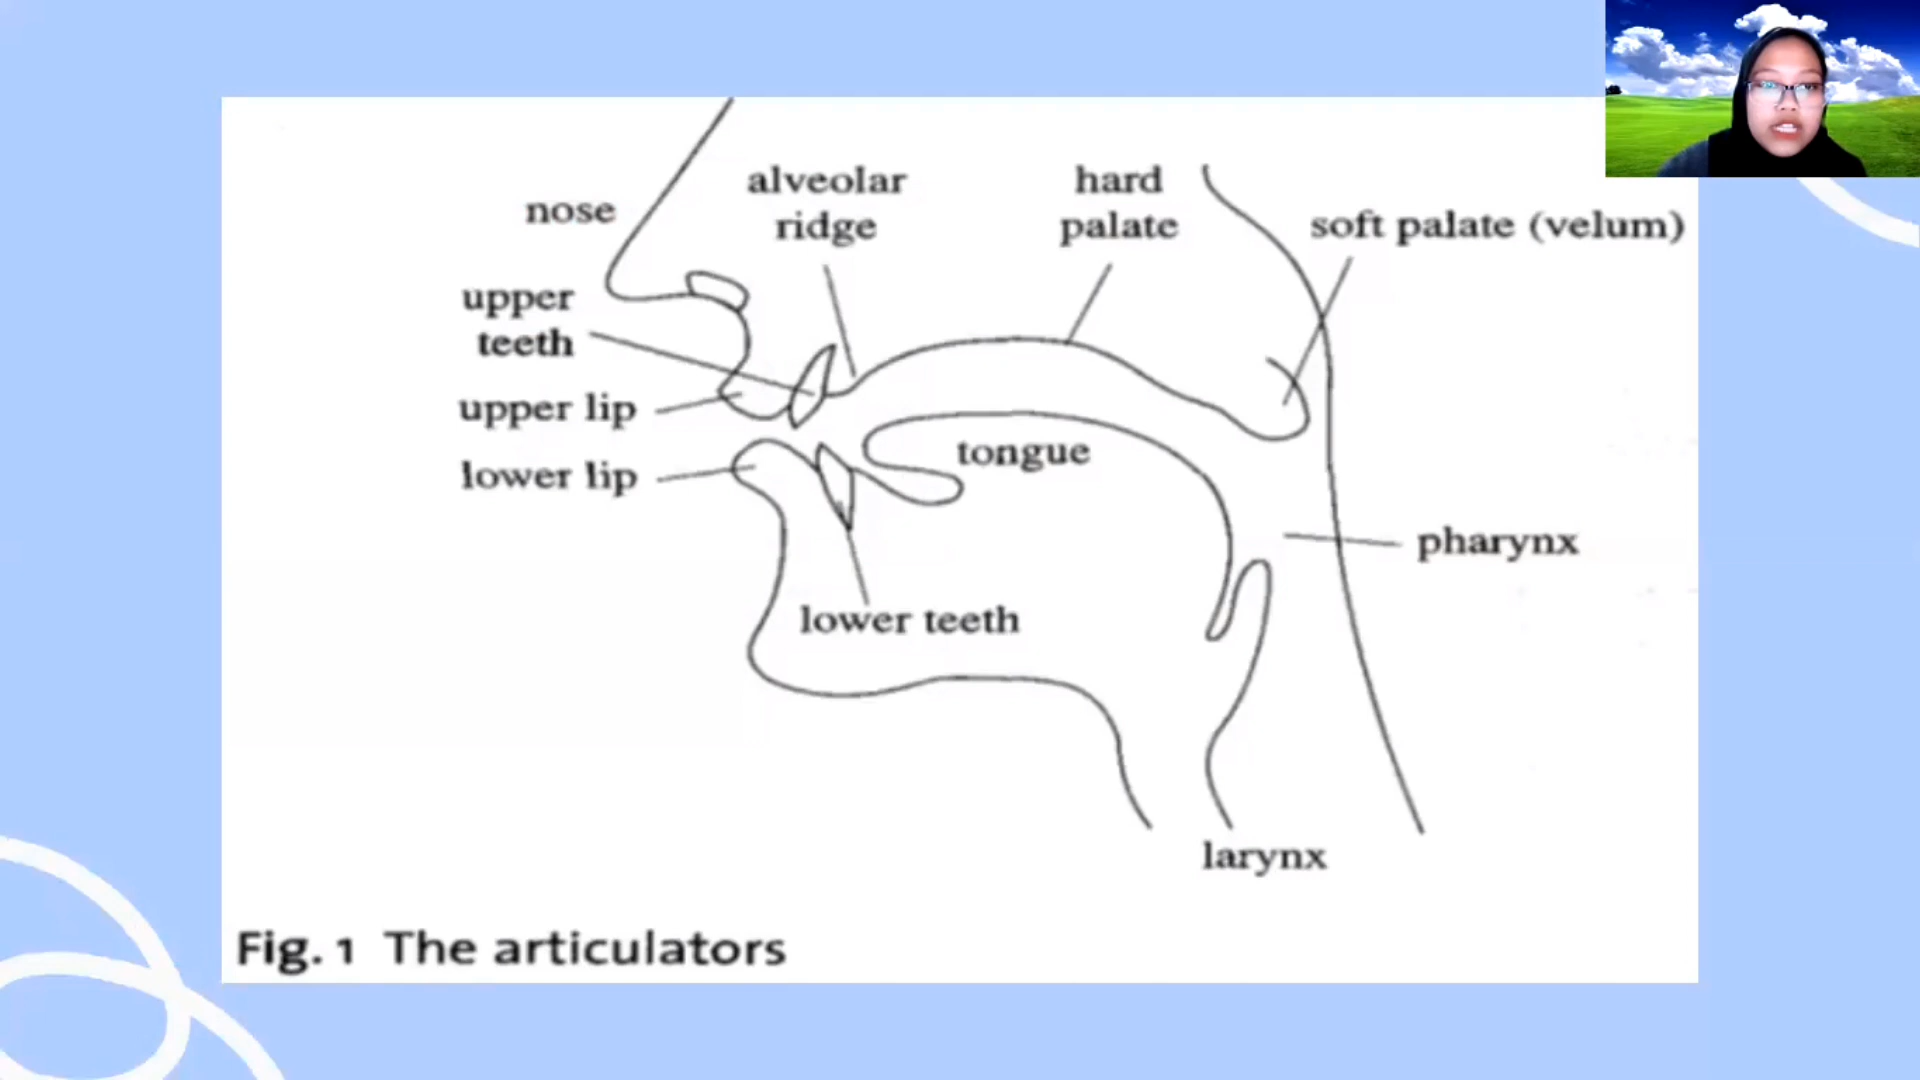 alveolar
ridge
hard
palate
nose
soft palate (velum)
upper
teeth
upper lip
tongue
lower lip
pharynx
lower teeth
larynx
Fig. 1 The articulators